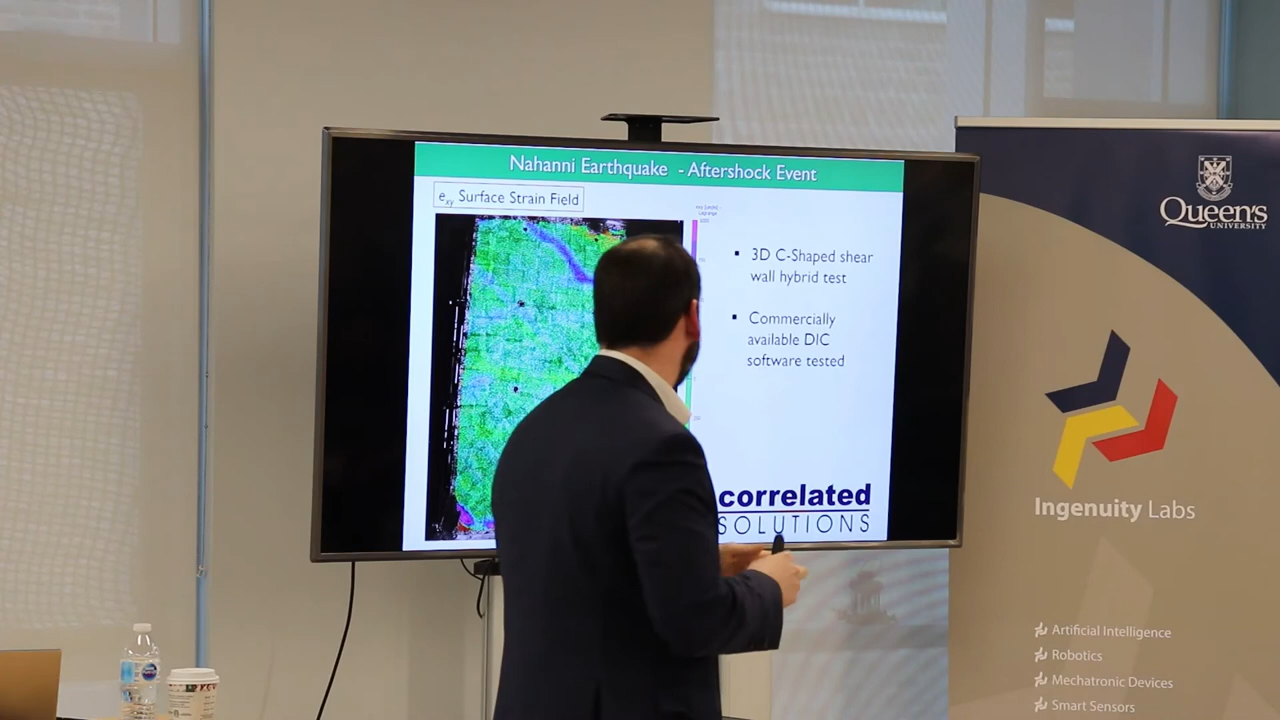 Nahanni Earthquake - Aftershock Event
exy Surface Strain Field
▪ 3D C-Shaped shear
wall hybrid test
▪ Commercially
available DIC
software tested
correlated
SOLUTIONS
Queen's
UNIVERSITY
Ingenuity Labs
Artificial Intelligence
Robotics
Mechatronic Devices
Smart Sensors